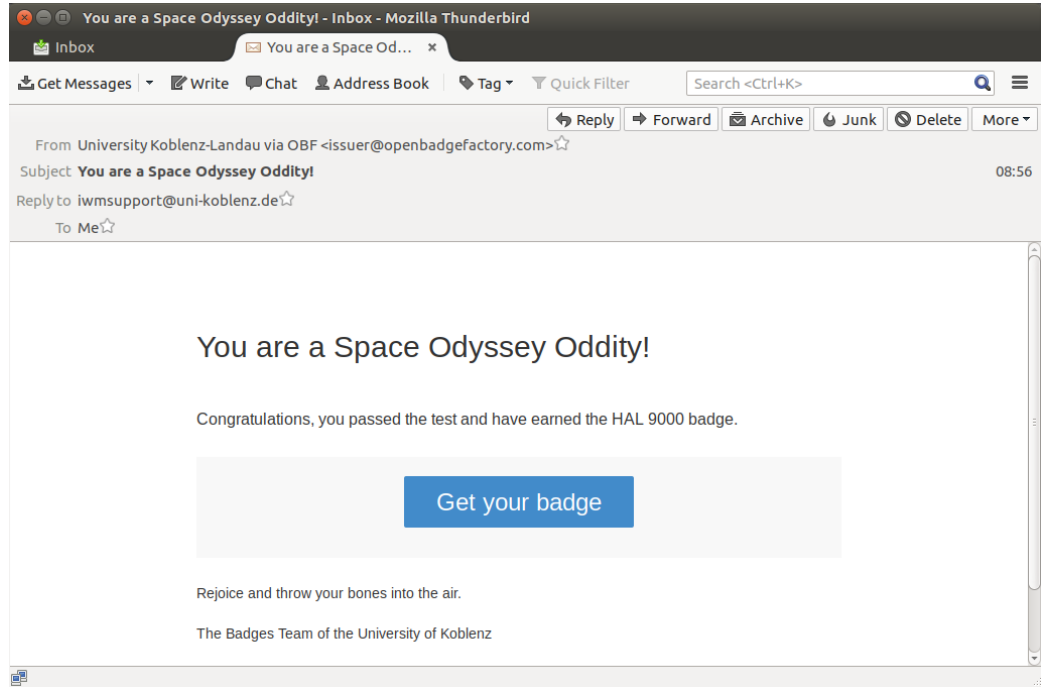 You are a Space Odyssey Oddity! - Inbox - Mozilla Thunderbird
Inbox You are a Space Od... ×
Get Messages Write Chat Address Book Tag Quick Filter Search <Ctrl+K>
Reply Forward Archive Junk Delete More
From University Koblenz-Landau via OBF <issuer@openbadgefactory.com>
Subject You are a Space Odyssey Oddity! 08:56
Reply to iwmsupport@uni-koblenz.de
To Me
You are a Space Odyssey Oddity!
Congratulations, you passed the test and have earned the HAL 9000 badge.
Get your badge
Rejoice and throw your bones into the air.
The Badges Team of the University of Koblenz